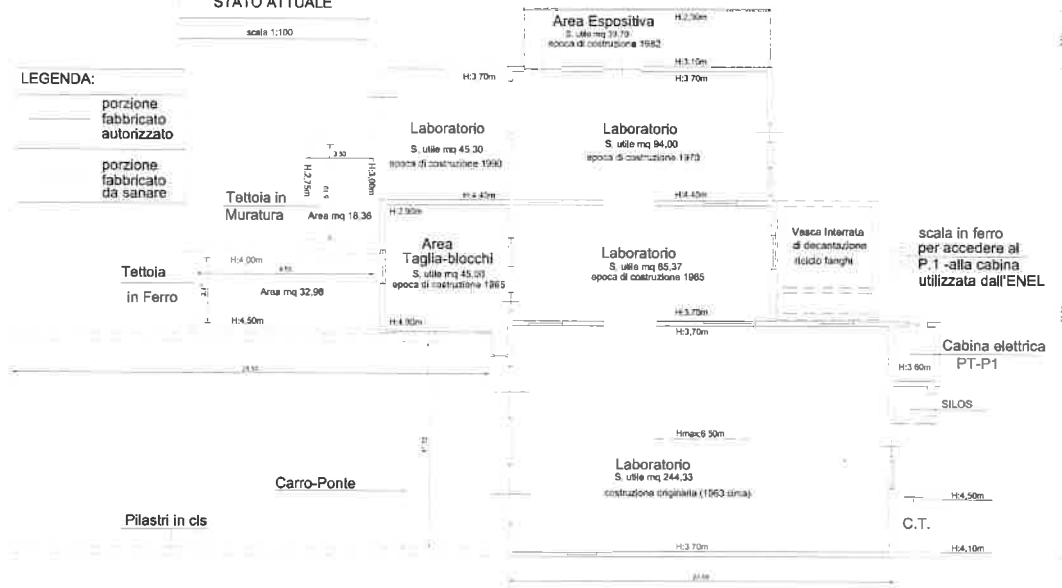 STATO ATTUALE
scala 1:100
LEGENDA:
porzione
fabbricato
autorizzato
porzione
fabbricato
da sanare
Area Espositiva
S. utile mq 39,70
epoca di costruzione 1982
H:3,10m
H:3 70m
H:3 70m
Laboratorio
S. utile mq 45,30
epoca di costruzione 1990
Laboratorio
S. utile mq 94,00
epoca di costruzione 1970
3,50
H:2,75m
H:3,00m
Tettoia in
Muratura
Area mq 18,36
H:4,40m
H:4,40m
H:2,90m
Area
Taglia-blocchi
epoca di costruzione 1965
Laboratorio
S. utile mq 65,37
epoca di costruzione 1965
Vasca Interrata
di decantazione
riciclo fanghi
scala in ferro
per accedere al
P.1 -alla cabina
utilizzata dall'ENEL
H:4,00m
Tettoia
in Ferro
Area mq 32,98
H:4,50m
H:4,90m
H:3,70m
H:3,70m
Cabina elettrica
PT-P1
H:3 60m
SILOS
Hmax:6 50m
Laboratorio
S. utile mq 244,33
costruzione originaria (1963 circa)
Carro-Ponte
Pilastri in cls
H:4,50m
C.T.
H:3 70m
H:4,10m